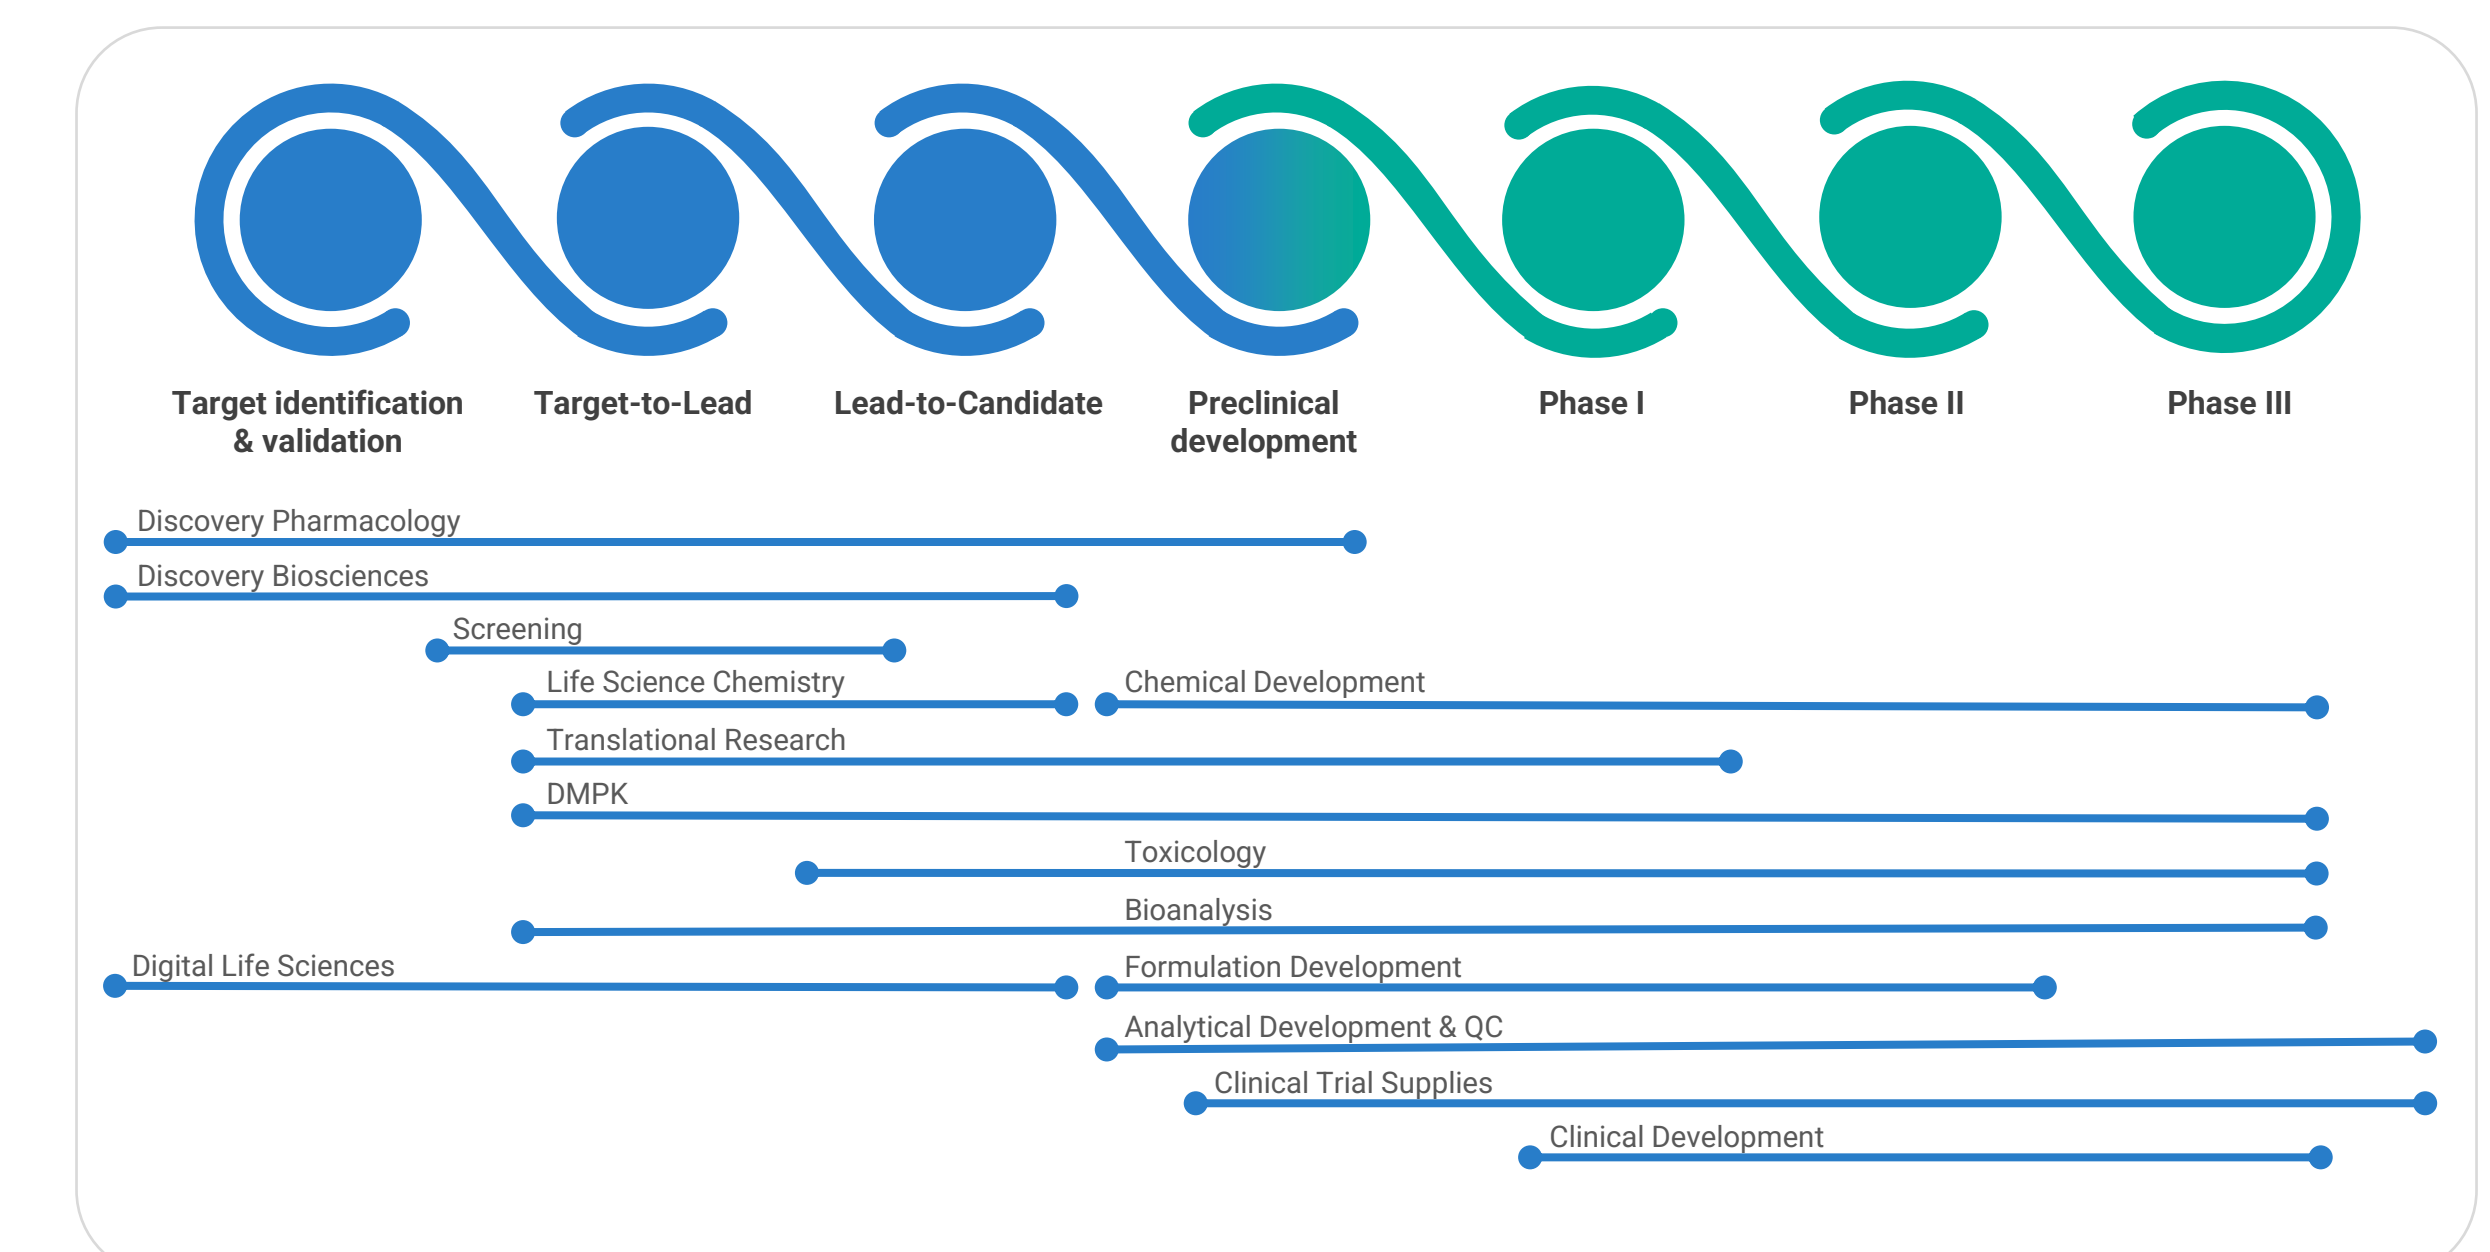 Target identification
& validation
Target-to-Lead
Lead-to-Candidate
Preclinical
development
Phase I
Phase II
Phase III
Discovery Pharmacology
Discovery Biosciences
Screening
Life Science Chemistry
Chemical Development
Translational Research
DMPK
Toxicology
Bioanalysis
Digital Life Sciences
Formulation Development
Analytical Development & QC
Clinical Trial Supplies
Clinical Development